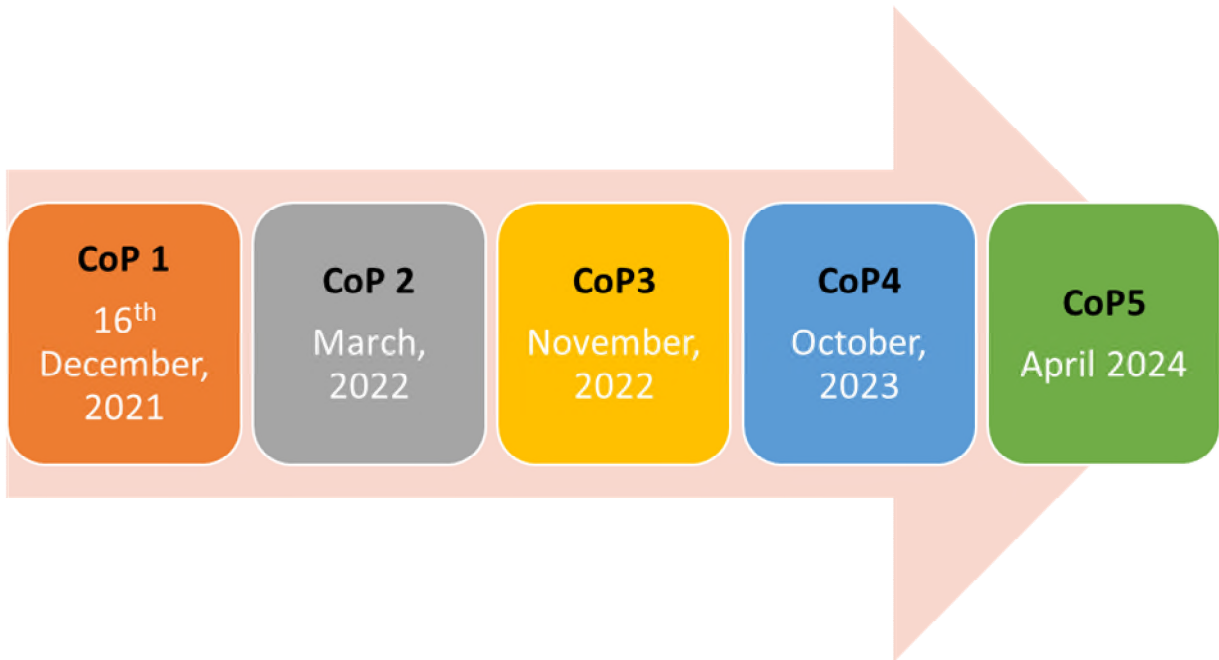 CoP 1
16th
December,
2021
CoP 2
March,
2022
CoP3
November,
2022
CoP4
October,
2023
CoP5
April 2024